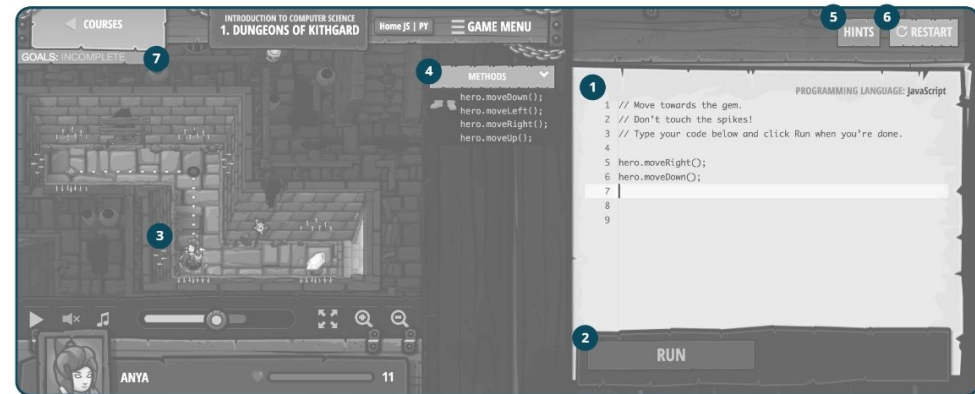 COURSES
INTRODUCTION TO COMPUTER SCIENCE
1. DUNGEONS OF KITHGARD
Home JS | PY
GAME MENU
5
6
HINTS
RESTART
GOALS: INCOMPLETE
7
4
METHODS
hero.moveDown();
hero.moveLeft();
hero.moveRight();
hero.moveUp();
1
PROGRAMMING LANGUAGE: JavaScript
1 // Move towards the gem.
2 // Don't touch the spikes!
3 // Type your code below and click Run when you're done.
4
5 hero.moveRight();
6 hero.moveDown();
7
8
9
3
2
RUN
ANYA
11